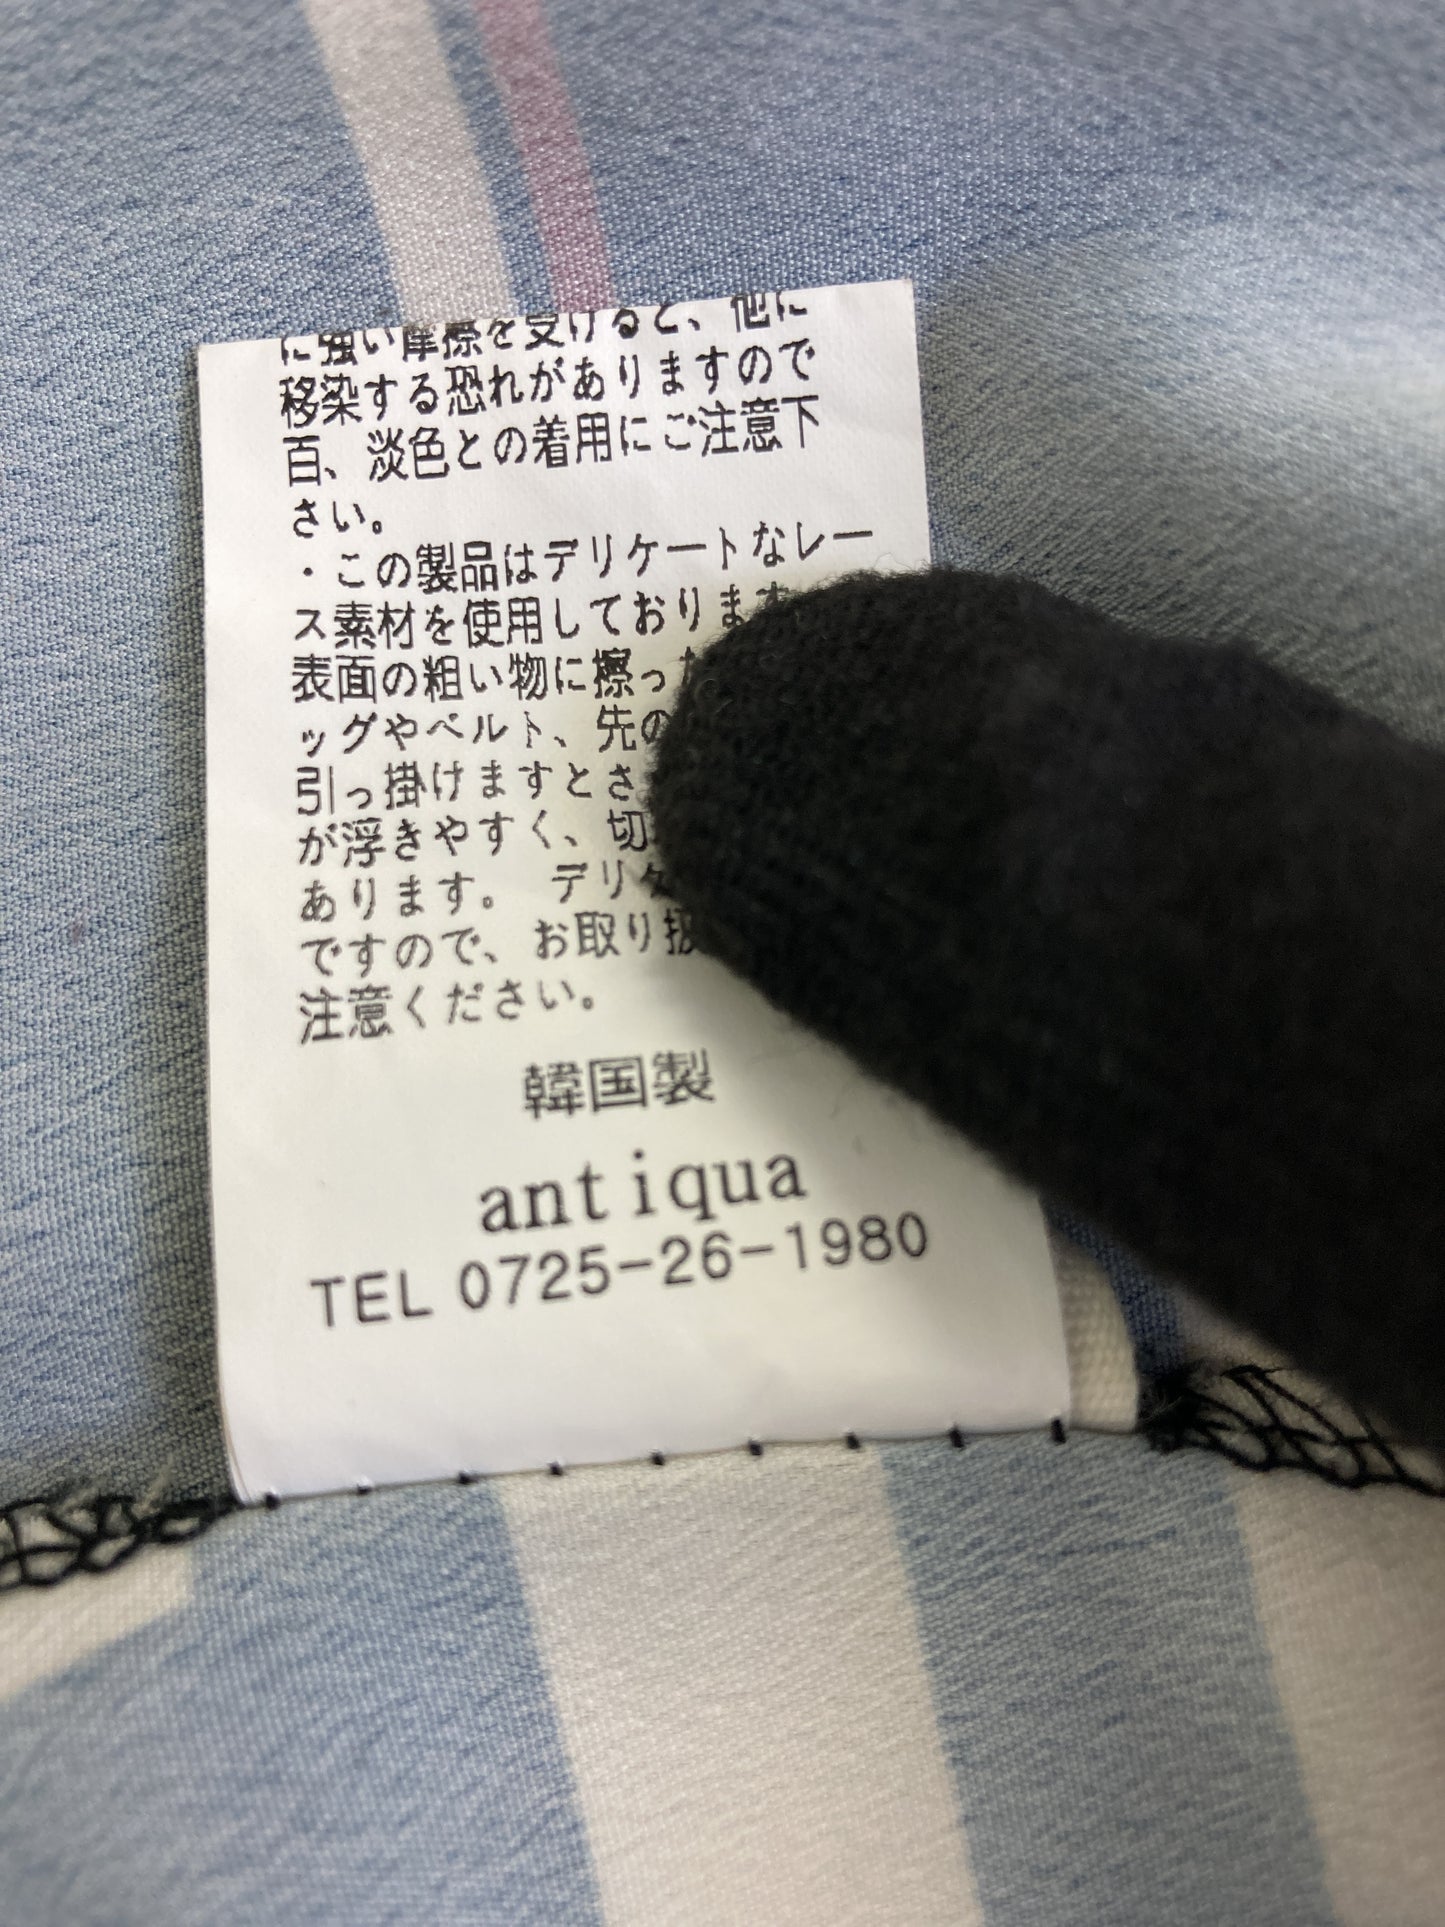 に強い摩擦を受けると、他に
移染する恐れがありますので
百、淡色との着用にご注意下
さい。
・この製品はデリケートなレー
ス素材を使用しておりま
表面の粗い物に擦っ
ッグやベルト、先の
引っ掛けますとさ
が浮きやすく、切
あります。 デリケ
ですので、お取り扱
注意ください。
韓国製
antiqua
TEL 0725-26-1980